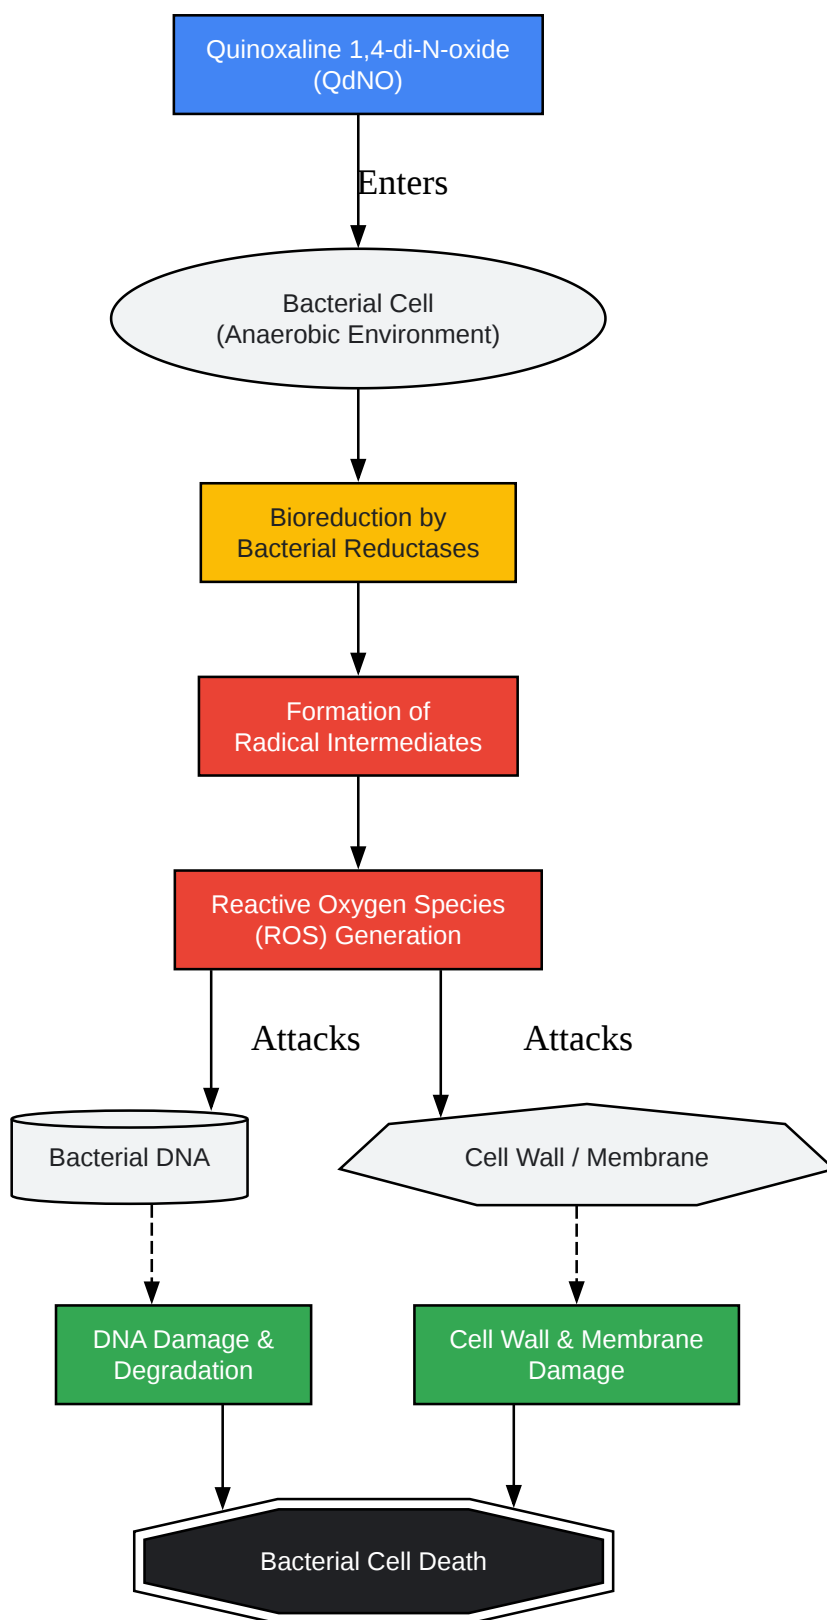 Quinoxaline 1,4-di-N-oxide
(QdNO)
Enters
Bacterial Cell
(Anaerobic Environment)
Bioreduction by
Bacterial Reductases
Formation of
Radical Intermediates
Reactive Oxygen Species
(ROS) Generation
Attacks
Attacks
Bacterial DNA
Cell Wall / Membrane
DNA Damage &
Degradation
Cell Wall & Membrane
Damage
Bacterial Cell Death